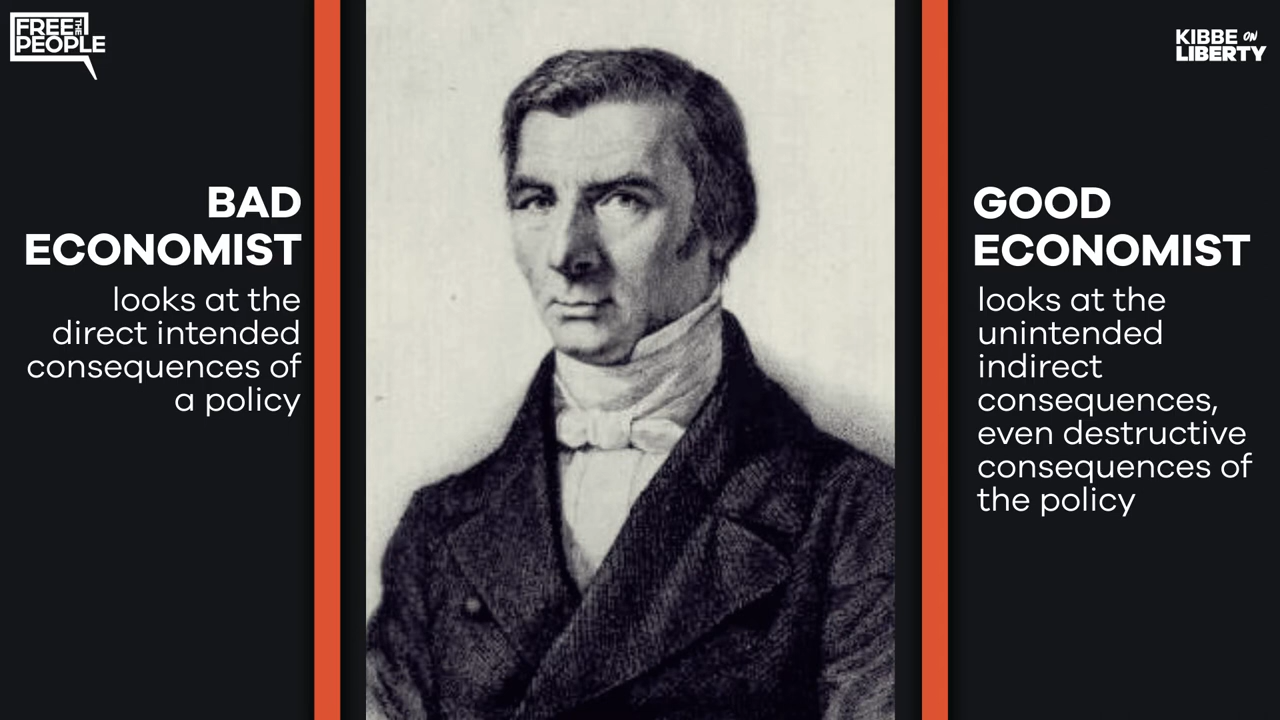 FREE THE
PEOPLE
KIBBE ON
LIBERTY
BAD
ECONOMIST
looks at the
direct intended
consequences of
a policy
GOOD
ECONOMIST
looks at the
unintended
indirect
consequences,
even destructive
consequences of
the policy